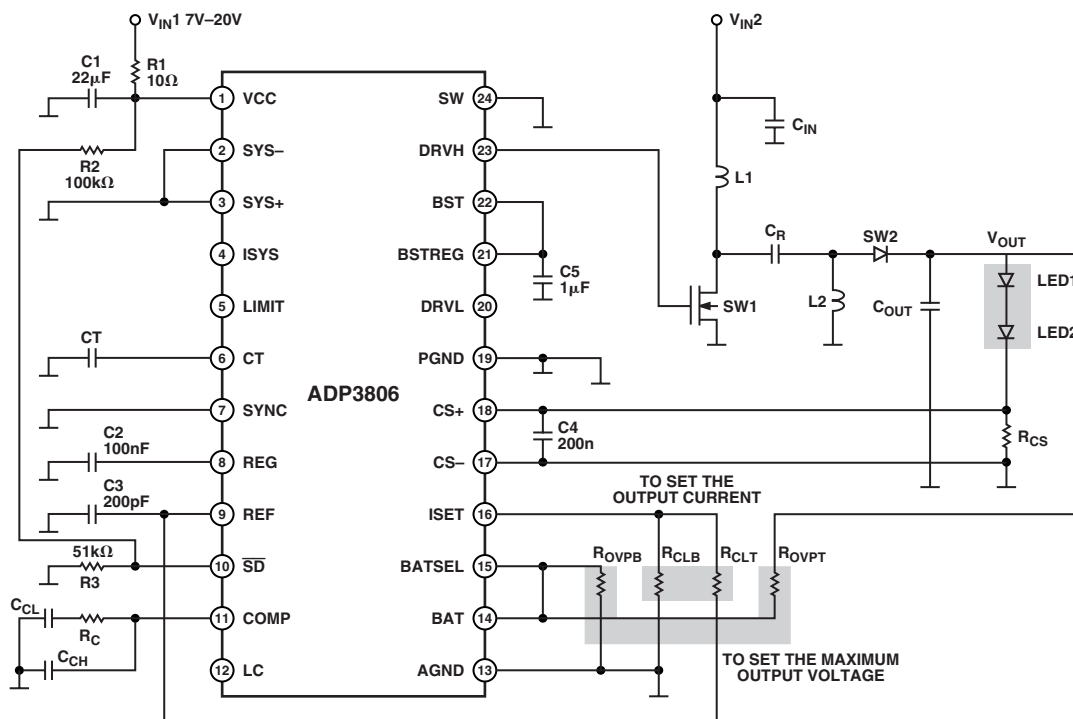 VIN1 7V–20V
VIN2
C1
22μF
R1
10Ω
R2
100kΩ
1 VCC
2 SYS–
3 SYS+
4 ISYS
5 LIMIT
6 CT
7 SYNC
8 REG
9 REF
10 SD
11 COMP
12 LC
CT
C2
100nF
C3
200pF
51kΩ
R3
CCL
RC
CCH
ADP3806
SW 24
DRVH 23
BST 22
BSTREG 21
DRVL 20
PGND 19
CS+ 18
CS– 17
ISET 16
BATSEL 15
BAT 14
AGND 13
C5
1μF
C4
200n
CIN
L1
CR
SW2
VOUT
SW1
L2
COUT
LED1
LED2
RCS
TO SET THE
OUTPUT CURRENT
ROVPB
RCLB
RCLT
ROVPT
TO SET THE MAXIMUM
OUTPUT VOLTAGE